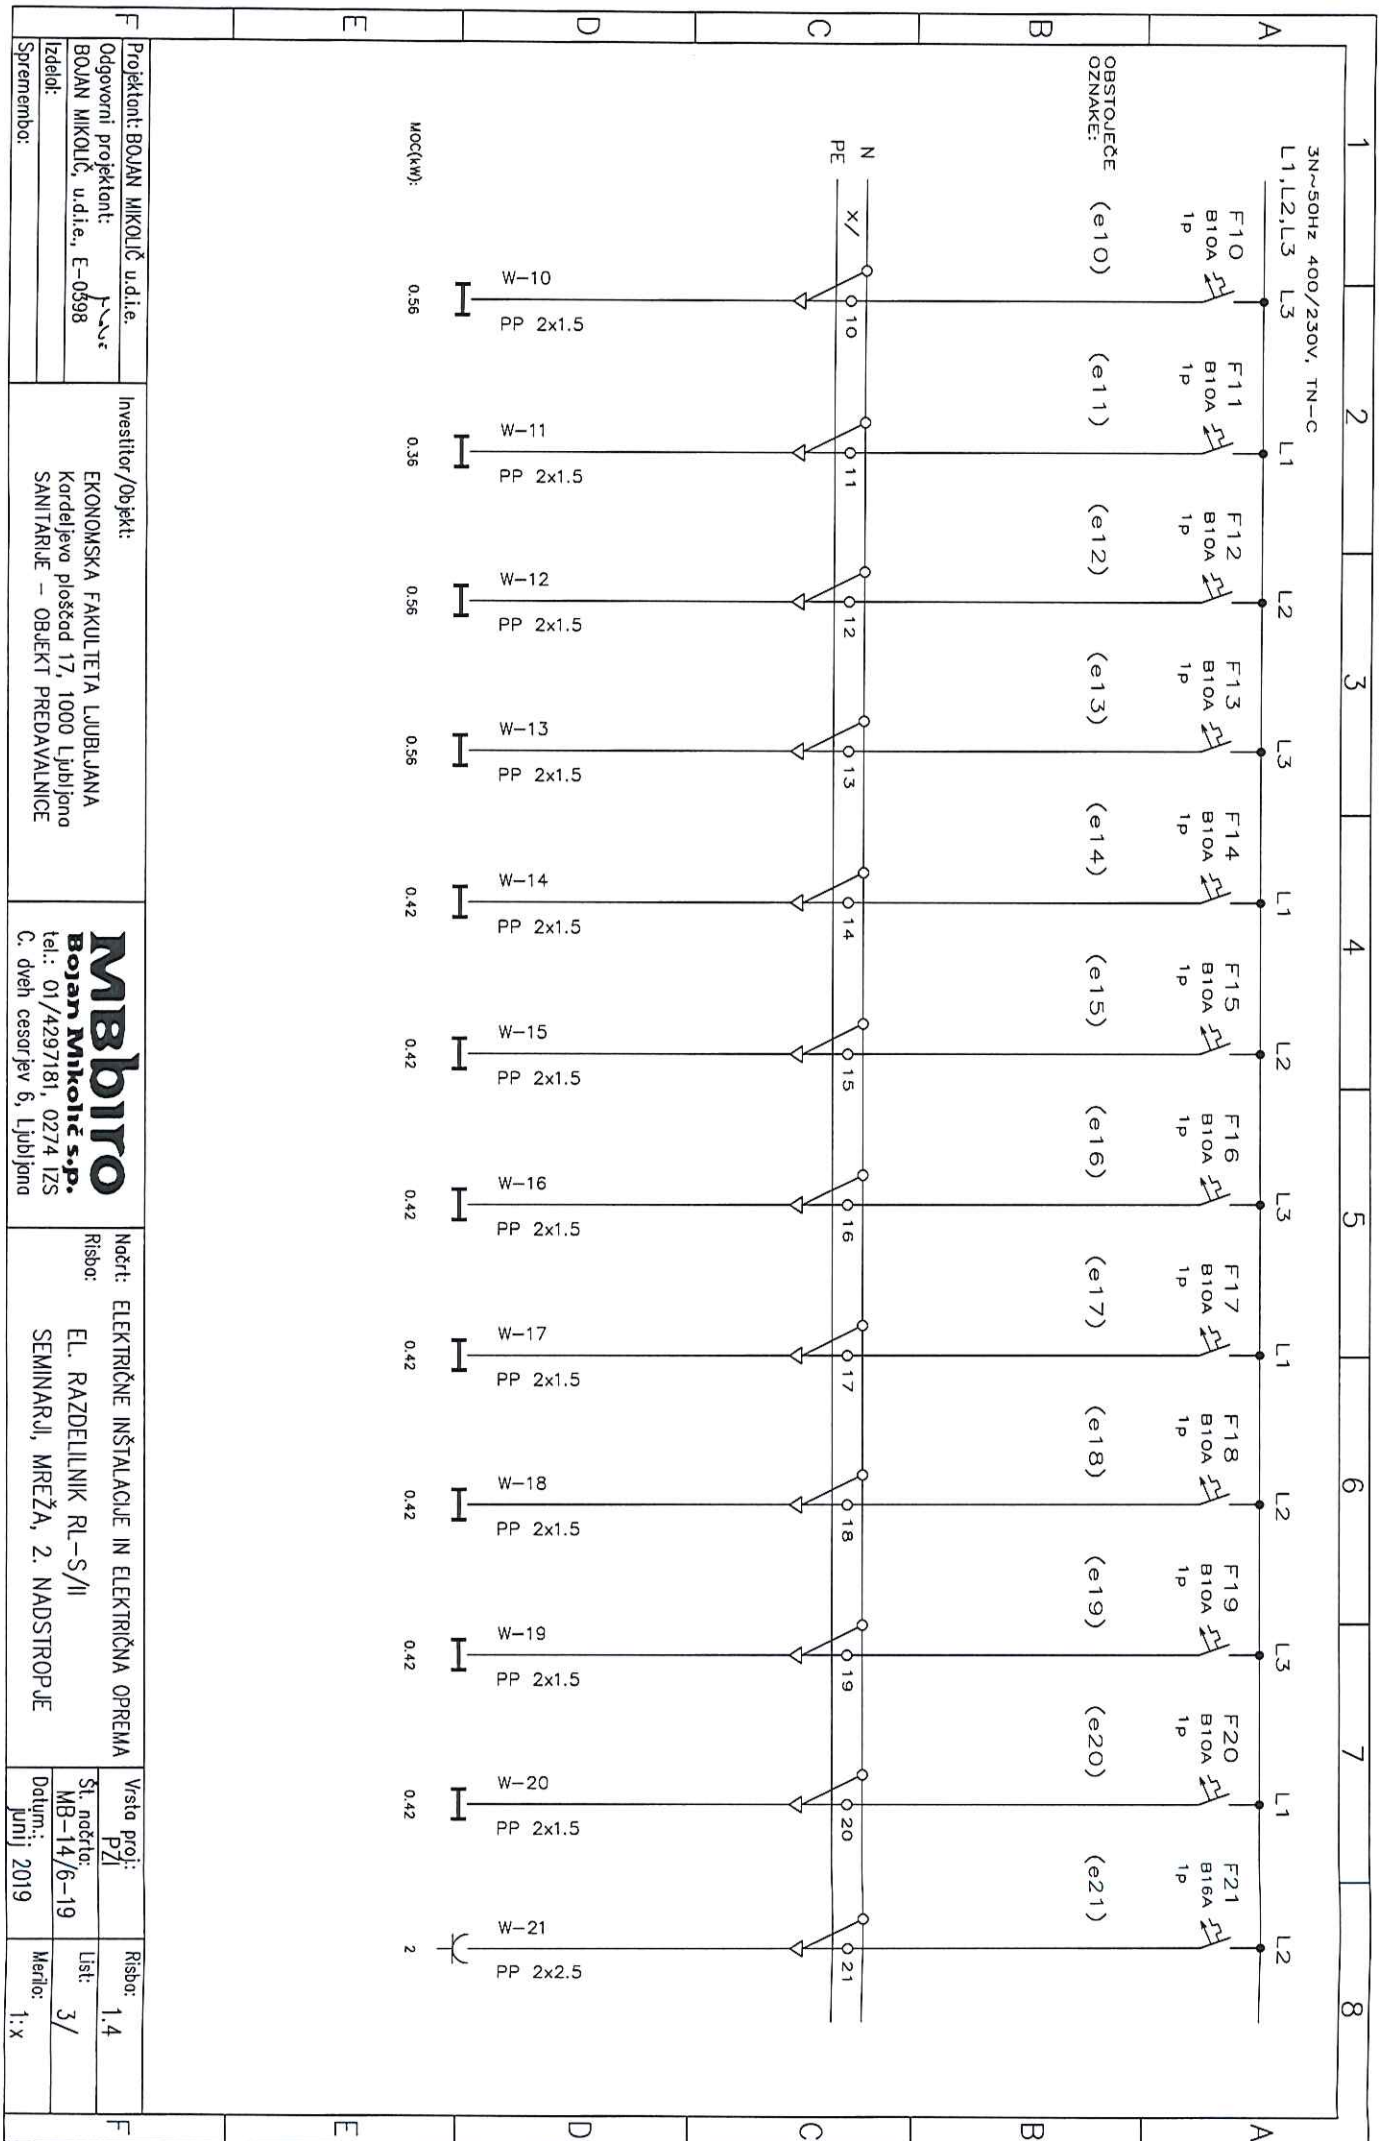 1 2 3 4 5 6 7 8
A
B
C
D
E
F
A
B
C
D
E
F
3N~50Hz 400/230V, TN-C
L1,L2,L3
L3 L1 L2 L3 L1 L2 L3 L1 L2 L3 L1 L2
F10 F11 F12 F13 F14 F15 F16 F17 F18 F19 F20 F21
B10A B10A B10A B10A B10A B10A B10A B10A B10A B10A B10A B16A
1p 1p 1p 1p 1p 1p 1p 1p 1p 1p 1p 1p
OBSTOJEČE
OZNAKE:
(e10) (e11) (e12) (e13) (e14) (e15) (e16) (e17) (e18) (e19) (e20) (e21)
N
X/ 10 11 12 13 14 15 16 17 18 19 20 21
PE
W-10 W-11 W-12 W-13 W-14 W-15 W-16 W-17 W-18 W-19 W-20 W-21
PP 2x1.5 PP 2x1.5 PP 2x1.5 PP 2x1.5 PP 2x1.5 PP 2x1.5 PP 2x1.5 PP 2x1.5 PP 2x1.5 PP 2x1.5 PP 2x1.5 PP 2x2.5
MOC(kW): 0.56 0.36 0.56 0.56 0.42 0.42 0.42 0.42 0.42 0.42 0.42 2
Projektant: BOJAN MIKOLIČ u.d.i.e.
Odgovorni projektant:
BOJAN MIKOLIČ, u.d.i.e., E-0398
Izdelal:
Sprememba:
Investitor/Objekt:
EKONOMSKA FAKULTETA LJUBLJANA
Kardeljeva ploščad 17, 1000 Ljubljana
SANITARIJE - OBJEKT PREDAVALNICE
MBbiro
Bojan Mikolič s.p.
tel.: 01/4297181, 0274 IZS
C. dveh cesarjev 6, Ljubljana
Načrt: ELEKTRIČNE INŠTALACIJE IN ELEKTRIČNA OPREMA
Risba:
EL. RAZDELILNIK RL-S/II
SEMINARJI, MREŽA, 2. NADSTROPJE
Vrsta proj.:
PZI
Št. načrta:
MB-14/6-19
Datum.:
junij 2019
Risba: 1.4
List: 3/
Merilo: 1:x